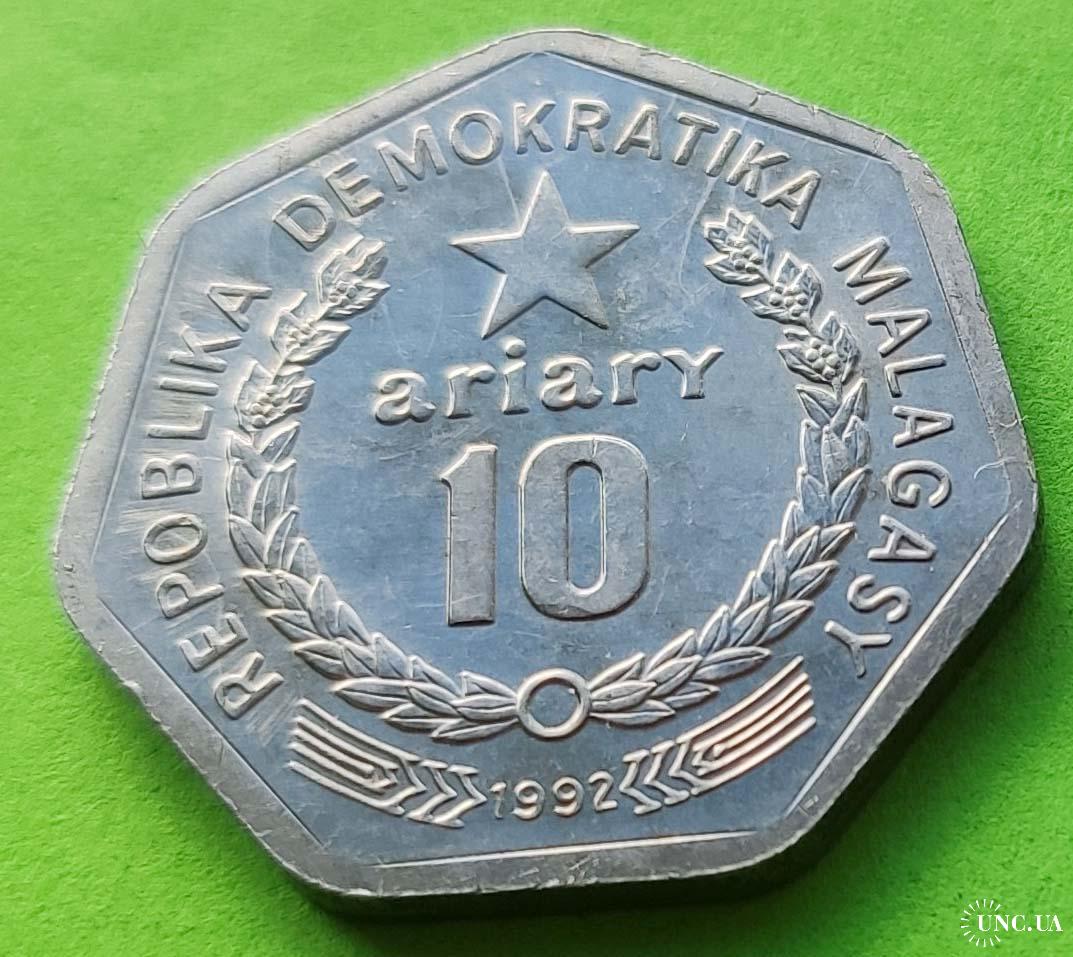 REPOBLIKA DEMOKRATIKA MALAGASY
ariary
10
1992
UNC.UA